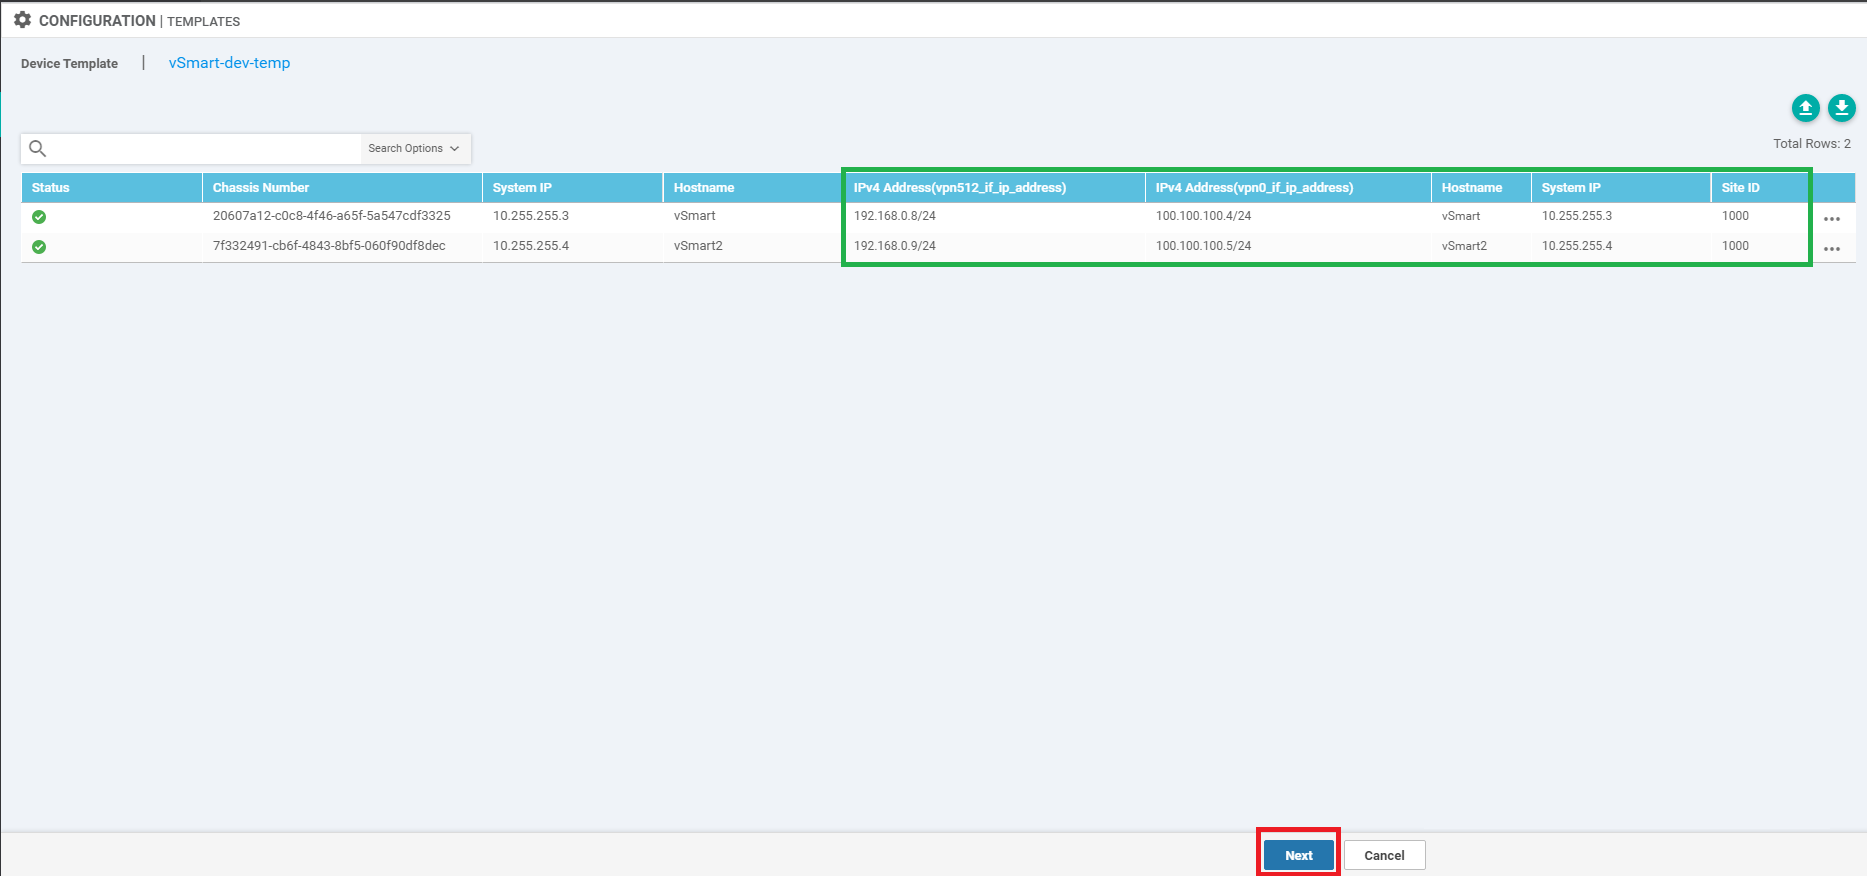 CONFIGURATION | TEMPLATES
Device Template | vSmart-dev-temp
Search Options
Total Rows: 2
Status Chassis Number System IP Hostname IPv4 Address(vpn512_if_ip_address) IPv4 Address(vpn0_if_ip_address) Hostname System IP Site ID
20607a12-c0c8-4f46-a65f-5a547cdf3325 10.255.255.3 vSmart 192.168.0.8/24 100.100.100.4/24 vSmart 10.255.255.3 1000
7f332491-cb6f-4843-8bf5-060f90df8dec 10.255.255.4 vSmart2 192.168.0.9/24 100.100.100.5/24 vSmart2 10.255.255.4 1000
Next Cancel